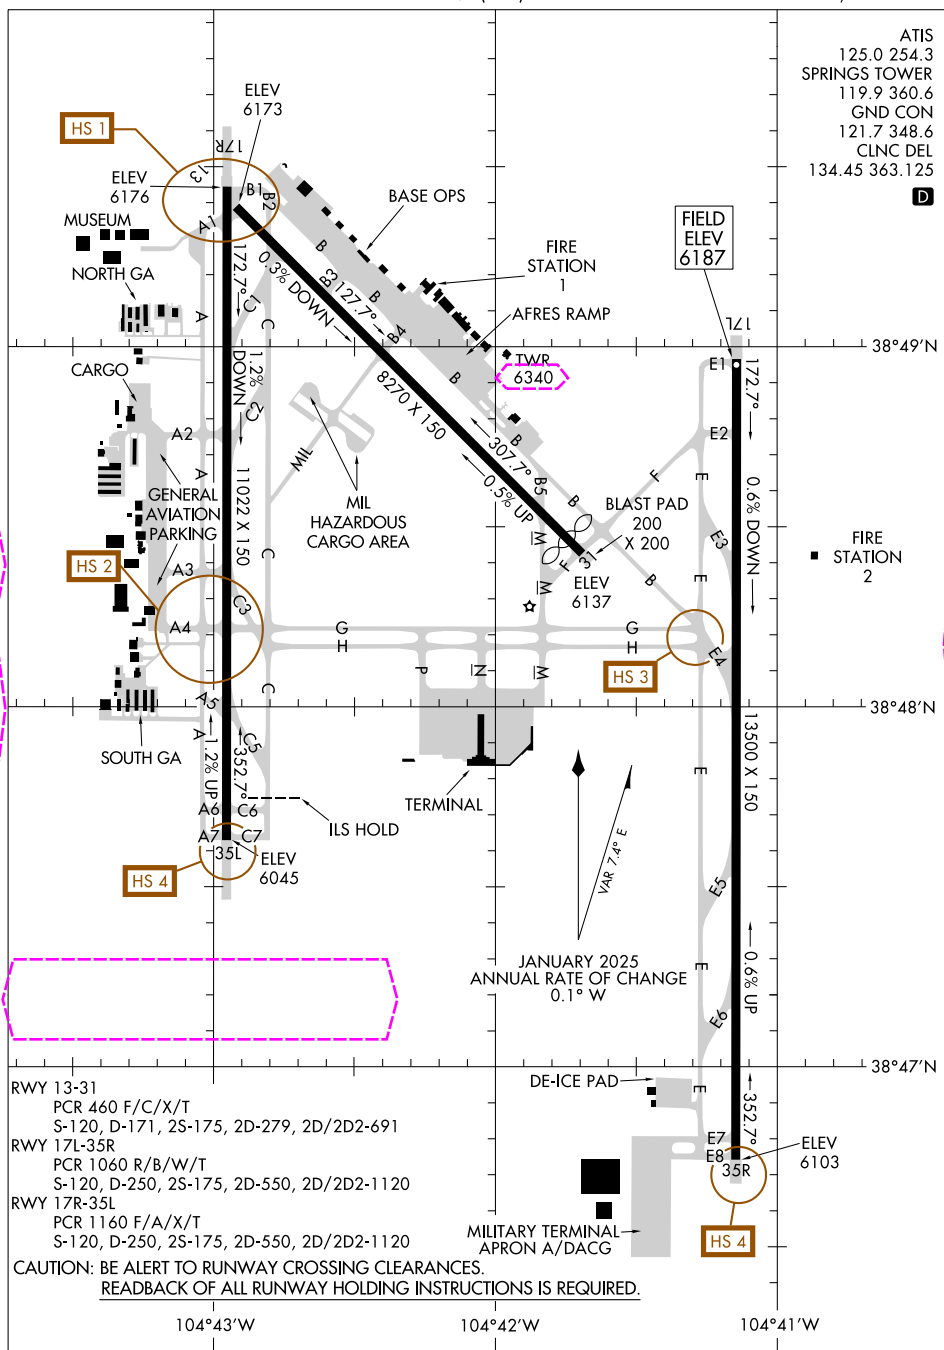 ATIS
125.0 254.3
SPRINGS TOWER
119.9 360.6
GND CON
121.7 348.6
CLNC DEL
134.45 363.125
D
HS 1
ELEV
6173
17R
13
ELEV
6176
B1
B2
A1
MUSEUM
NORTH GA
BASE OPS
FIRE
STATION
1
AFRES RAMP
FIELD
ELEV
6187
17L
38°49'N
TWR
6340
172.7°
C1
C
A
0.3% DOWN
127.7°
B3
B
B
B4
B
8270 X 150
1.2%
DOWN
C2
CARGO
A2
A
MIL
MIL
HAZARDOUS
CARGO AREA
GENERAL
AVIATION
PARKING
11022 X 150
C
307.7°
0.5% UP
B
B5
B
M
M
F
F
31
BLAST PAD
200
X 200
ELEV
6137
B
E1
E2
E
E3
E
172.7°
0.6% DOWN
FIRE
STATION
2
HS 2
A3
A4
C3
G
H
G
H
HS 3
E4
P
N
M
C
A5
A
C5
1.2% UP
352.7°
38°48'N
SOUTH GA
TERMINAL
13500 X 150
E
A6
C6
ILS HOLD
A7
C7
35L
ELEV
6045
HS 4
VAR 7.4° E
E5
JANUARY 2025
ANNUAL RATE OF CHANGE
0.1° W
E
0.6% UP
E6
38°47'N
DE-ICE PAD
E
352.7°
E7
E8
35R
ELEV
6103
HS 4
MILITARY TERMINAL
APRON A/DACG
RWY 13-31
PCR 460 F/C/X/T
S-120, D-171, 2S-175, 2D-279, 2D/2D2-691
RWY 17L-35R
PCR 1060 R/B/W/T
S-120, D-250, 2S-175, 2D-550, 2D/2D2-1120
RWY 17R-35L
PCR 1160 F/A/X/T
S-120, D-250, 2S-175, 2D-550, 2D/2D2-1120
CAUTION: BE ALERT TO RUNWAY CROSSING CLEARANCES.
READBACK OF ALL RUNWAY HOLDING INSTRUCTIONS IS REQUIRED.
104°43'W
104°42'W
104°41'W